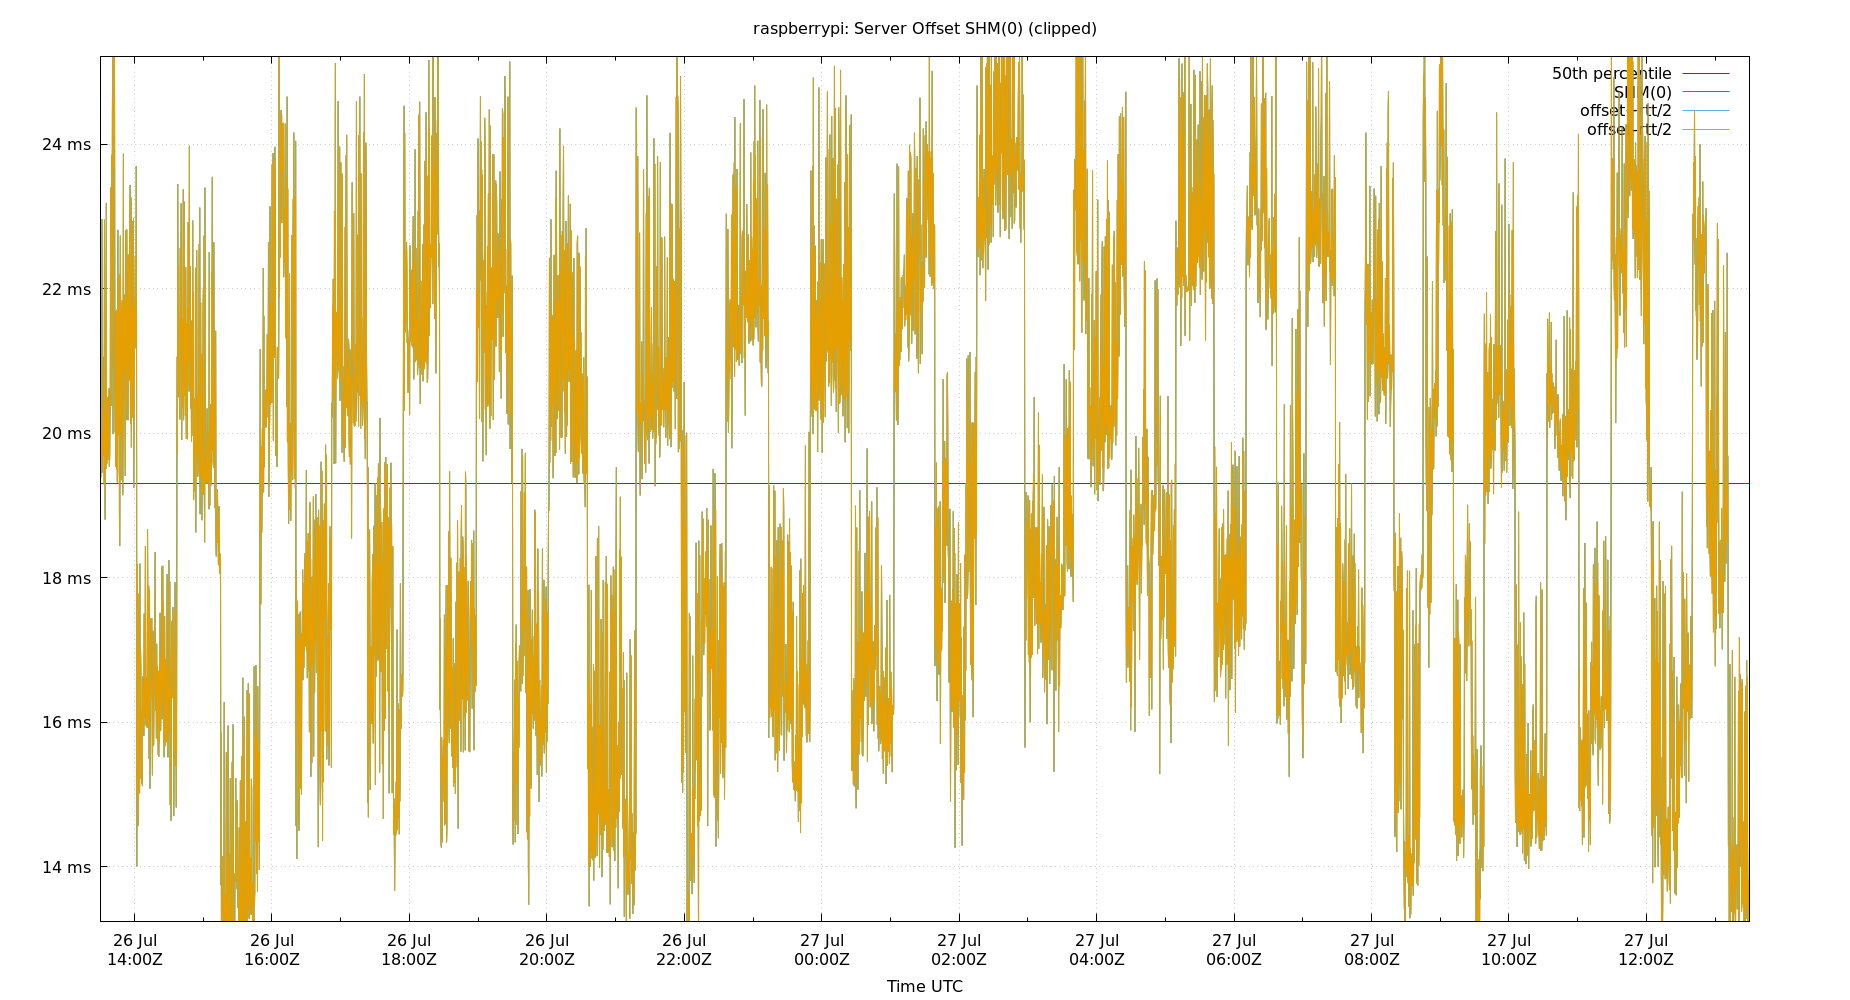 raspberrypi: Server Offset SHM(0) (clipped)
50th percentile
SHM(0)
offset+rtt/2
offset-rtt/2
24 ms
22 ms
20 ms
18 ms
16 ms
14 ms
26 Jul 26 Jul 26 Jul 26 Jul 26 Jul 27 Jul 27 Jul 27 Jul 27 Jul 27 Jul 27 Jul 27 Jul
14:00Z 16:00Z 18:00Z 20:00Z 22:00Z 00:00Z 02:00Z 04:00Z 06:00Z 08:00Z 10:00Z 12:00Z
Time UTC